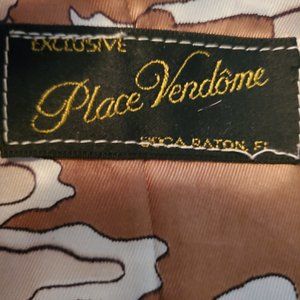 EXCLUSIVE
Place Vendôme
BOCA RATON, FL